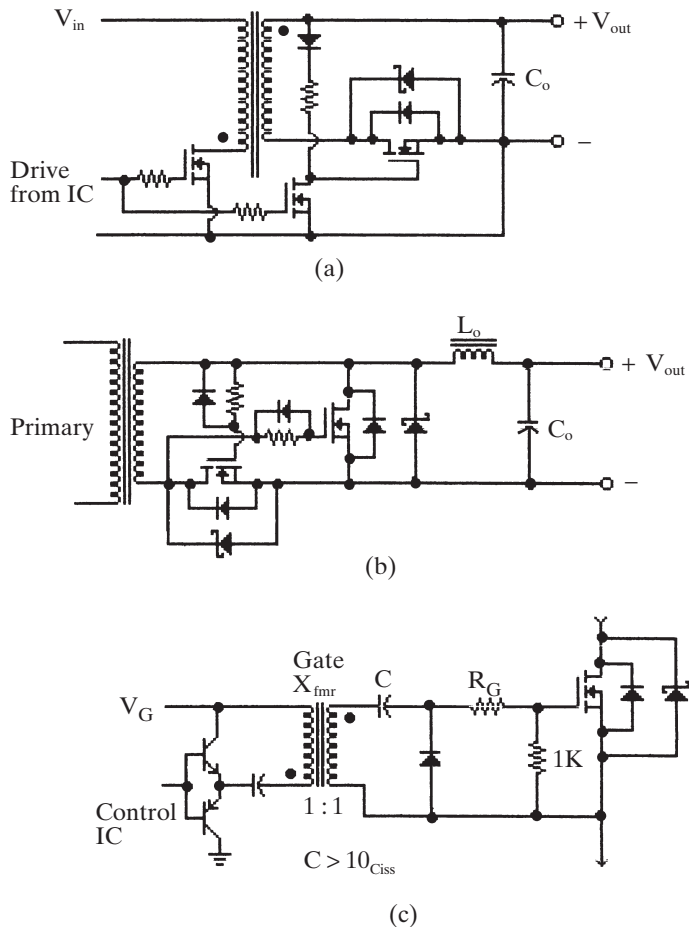 V_in
+ V_out
C_o
−
Drive
from IC
(a)
L_o
+ V_out
Primary
C_o
−
(b)
Gate
X_fmr
C
R_G
V_G
1K
Control
IC
1 : 1
C > 10_Ciss
(c)